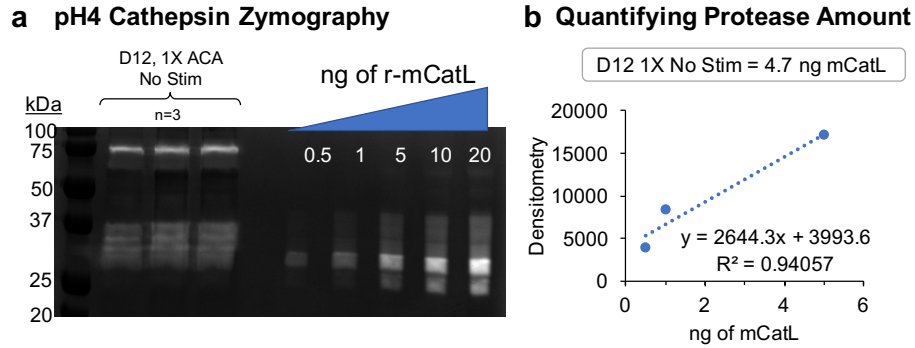 a pH4 Cathepsin Zymography
D12, 1X ACA
No Stim
n=3
ng of r-mCatL
kDa
100
75
50
37
25
20
0.5 1 5 10 20
b Quantifying Protease Amount
D12 1X No Stim = 4.7 ng mCatL
Densitometry
20000
15000
10000
5000
0
y = 2644.3x + 3993.6
R² = 0.94057
0 2 4 6
ng of mCatL